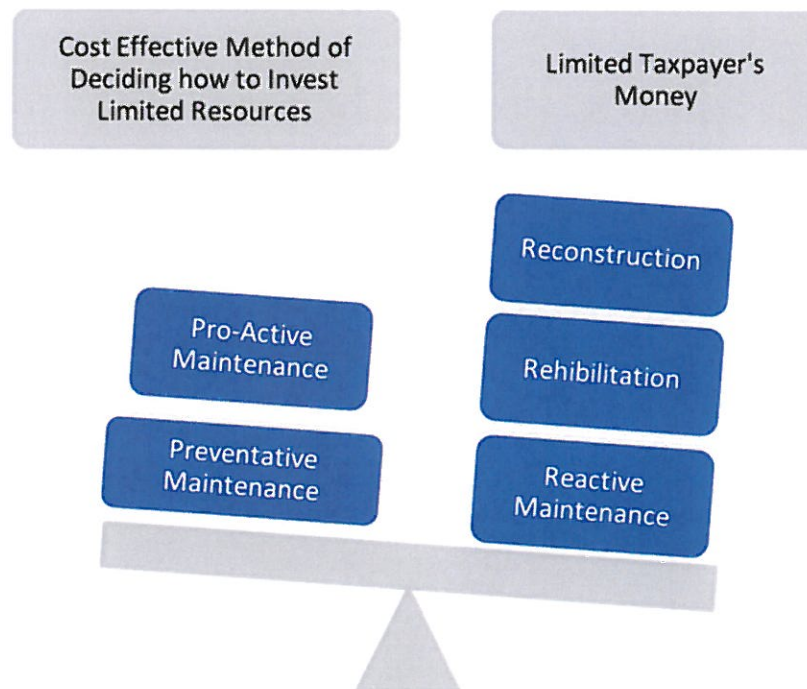 Cost Effective Method of
Deciding how to Invest
Limited Resources
Limited Taxpayer's
Money
Reconstruction
Pro-Active
Maintenance
Rehibilitation
Preventative
Maintenance
Reactive
Maintenance